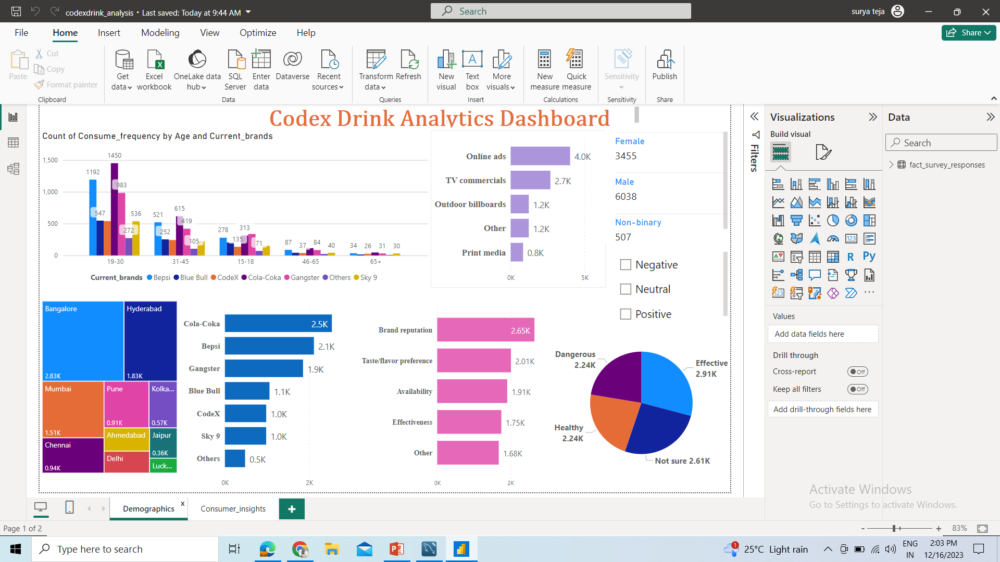 codexdrink_analysis • Last saved: Today at 9:44 AM
Search
surya teja
File
Home
Insert
Modeling
View
Optimize
Help
Share
Paste
Cut
Copy
Format painter
Clipboard
Get data
Excel workbook
OneLake data hub
SQL Server
Enter data
Dataverse
Recent sources
Data
Transform data
Refresh
Queries
New visual
Text box
More visuals
Insert
New measure
Quick measure
Calculations
Sensitivity
Sensitivity
Publish
Share
Codex Drink Analytics Dashboard
Count of Consume_frequency by Age and Current_brands
1,500
1,000
500
0
1192
547
1450
983
272
536
521
252
615
419
105
278
135
313
71
87
37
84
40
34
26
31
30
19-30
31-45
15-18
46-65
65+
Current_brands Bepsi Blue Bull CodeX Cola-Coka Gangster Others Sky 9
Online ads 4.0K
TV commercials 2.7K
Outdoor billboards 1.2K
Other 1.2K
Print media 0.8K
0K 5K
Female
3455
Male
6038
Non-binary
507
Negative
Neutral
Positive
Bangalore
2.83K
Hyderabad
1.83K
Mumbai
1.51K
Pune
0.91K
Kolka...
0.57K
Chennai
0.94K
Ahmedabad
Delhi
Jaipur
0.36K
Luck...
Cola-Coka 2.5K
Bepsi 2.1K
Gangster 1.9K
Blue Bull 1.1K
CodeX 1.0K
Sky 9 1.0K
Others 0.5K
0K 2K
Brand reputation 2.65K
Taste/flavor preference 2.01K
Availability 1.91K
Effectiveness 1.75K
Other 1.68K
0K 2K
Dangerous
2.24K
Effective
2.91K
Healthy
2.24K
Not sure 2.61K
Filters
Visualizations
Build visual
123
R
Py
123
Values
Add data fields here
Drill through
Cross-report
Off
Keep all filters
Off
Add drill-through fields here
Data
Search
fact_survey_responses
Activate Windows
Go to Settings to activate Windows.
Demographics
x
Consumer_insights
+
Page 1 of 2
- + 83%
Type here to search
1
25°C Light rain
ENG
IN
2:03 PM
12/16/2023